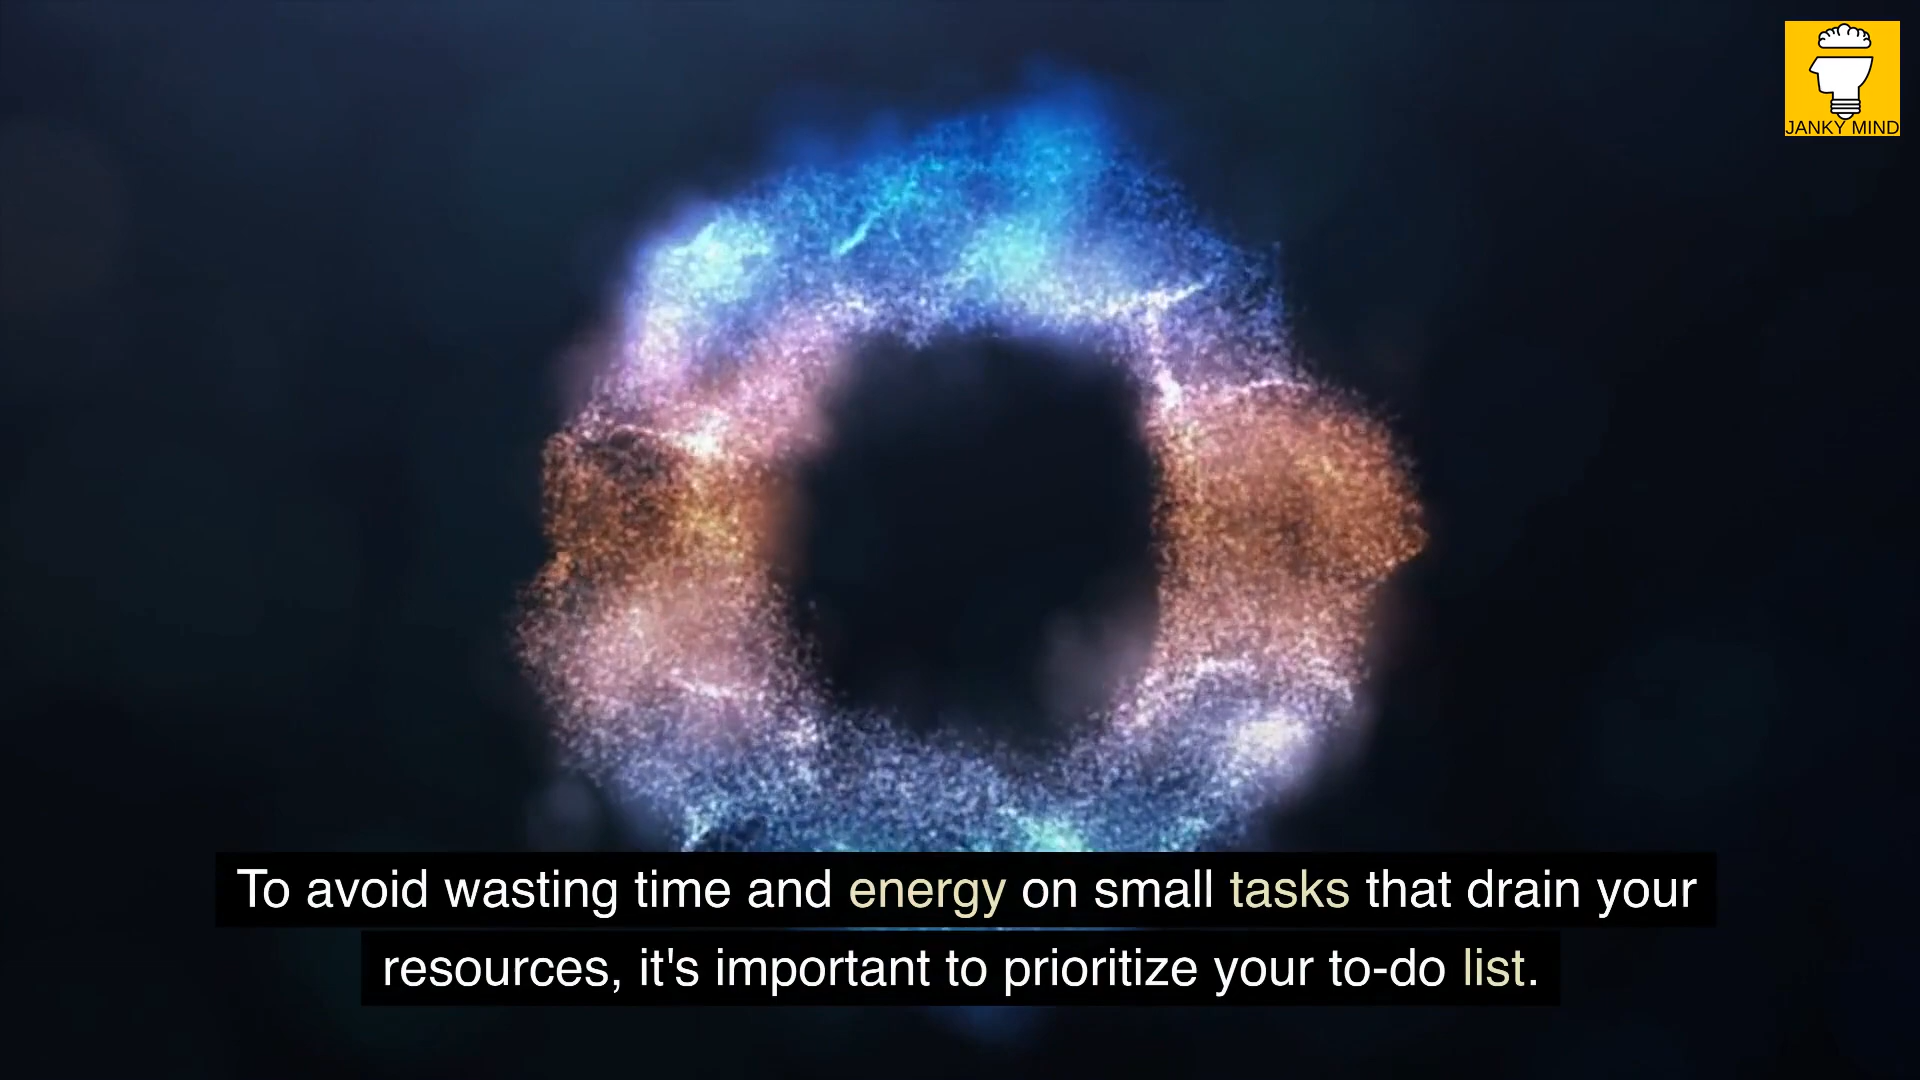 JANKY MIND
To avoid wasting time and energy on small tasks that drain your
resources, it's important to prioritize your to-do list.